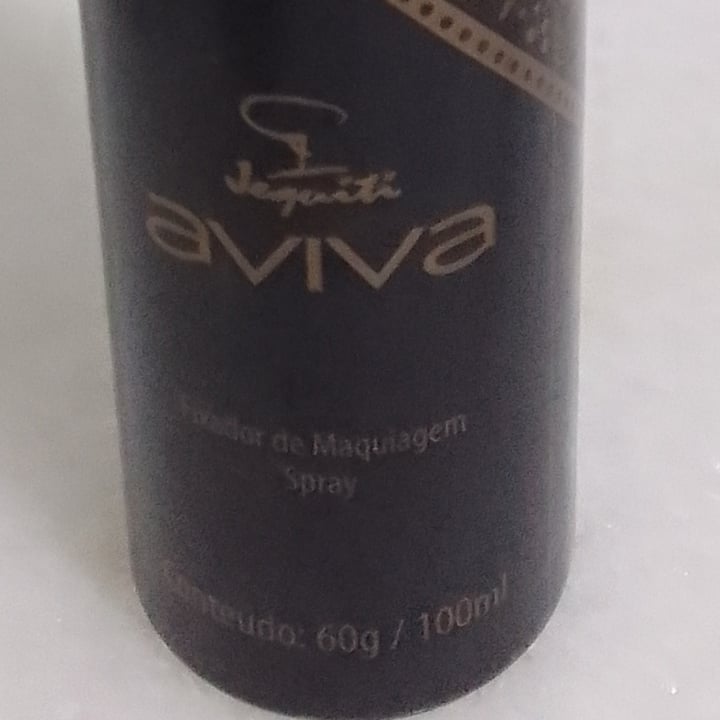 Jequiti
aviva
Fixador de Maquiagem
Spray
Conteúdo: 60g / 100ml